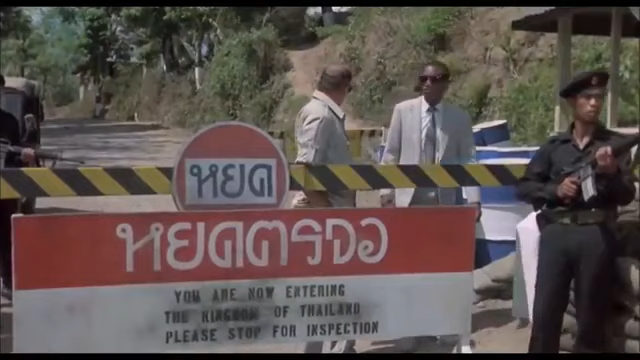 หยุด
หยุดตรวจ
YOU ARE NOW ENTERING
THE KINGDOM OF THAILAND
PLEASE STOP FOR INSPECTION